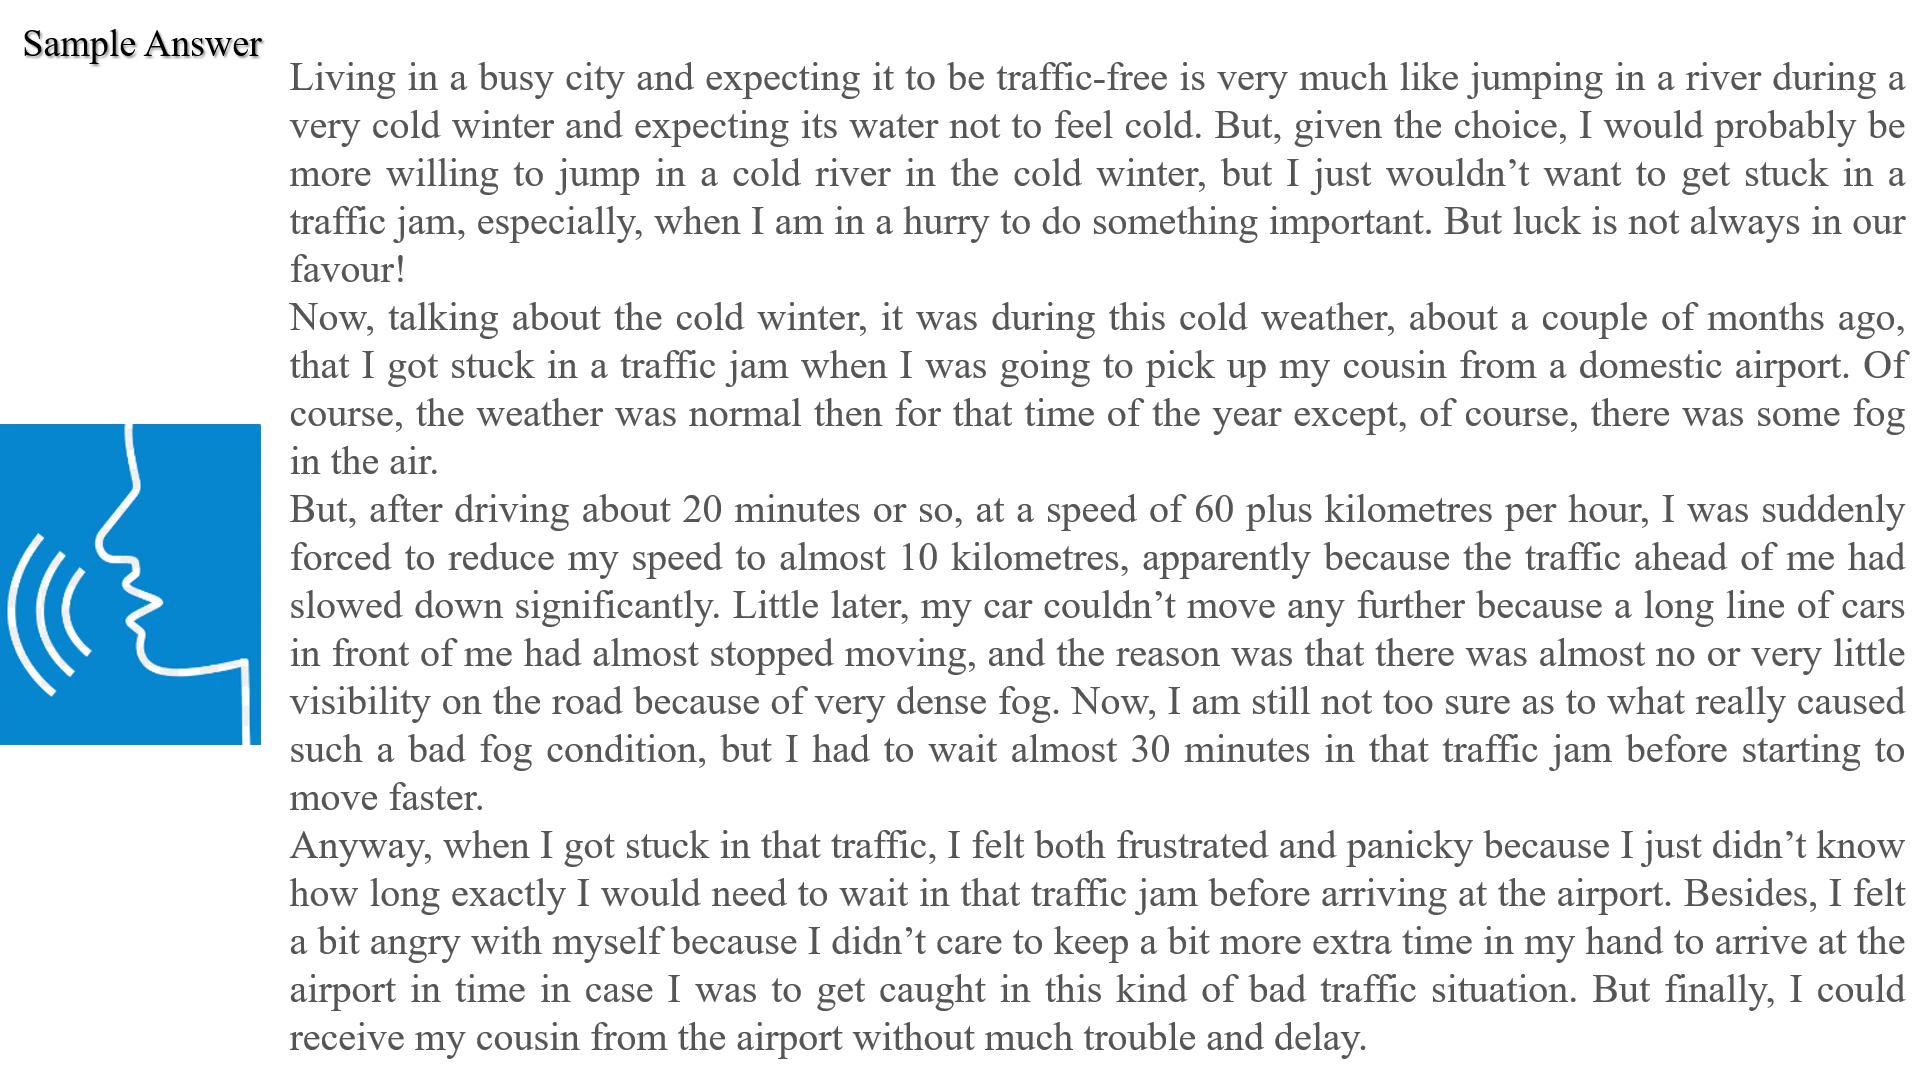 Sample Answer
Living in a busy city and expecting it to be traffic-free is very much like jumping in a river during a
very cold winter and expecting its water not to feel cold. But, given the choice, I would probably be
more willing to jump in a cold river in the cold winter, but I just wouldn’t want to get stuck in a
traffic jam, especially, when I am in a hurry to do something important. But luck is not always in our
favour!
Now, talking about the cold winter, it was during this cold weather, about a couple of months ago,
that I got stuck in a traffic jam when I was going to pick up my cousin from a domestic airport. Of
course, the weather was normal then for that time of the year except, of course, there was some fog
in the air.
But, after driving about 20 minutes or so, at a speed of 60 plus kilometres per hour, I was suddenly
forced to reduce my speed to almost 10 kilometres, apparently because the traffic ahead of me had
slowed down significantly. Little later, my car couldn’t move any further because a long line of cars
in front of me had almost stopped moving, and the reason was that there was almost no or very little
visibility on the road because of very dense fog. Now, I am still not too sure as to what really caused
such a bad fog condition, but I had to wait almost 30 minutes in that traffic jam before starting to
move faster.
Anyway, when I got stuck in that traffic, I felt both frustrated and panicky because I just didn’t know
how long exactly I would need to wait in that traffic jam before arriving at the airport. Besides, I felt
a bit angry with myself because I didn’t care to keep a bit more extra time in my hand to arrive at the
airport in time in case I was to get caught in this kind of bad traffic situation. But finally, I could
receive my cousin from the airport without much trouble and delay.